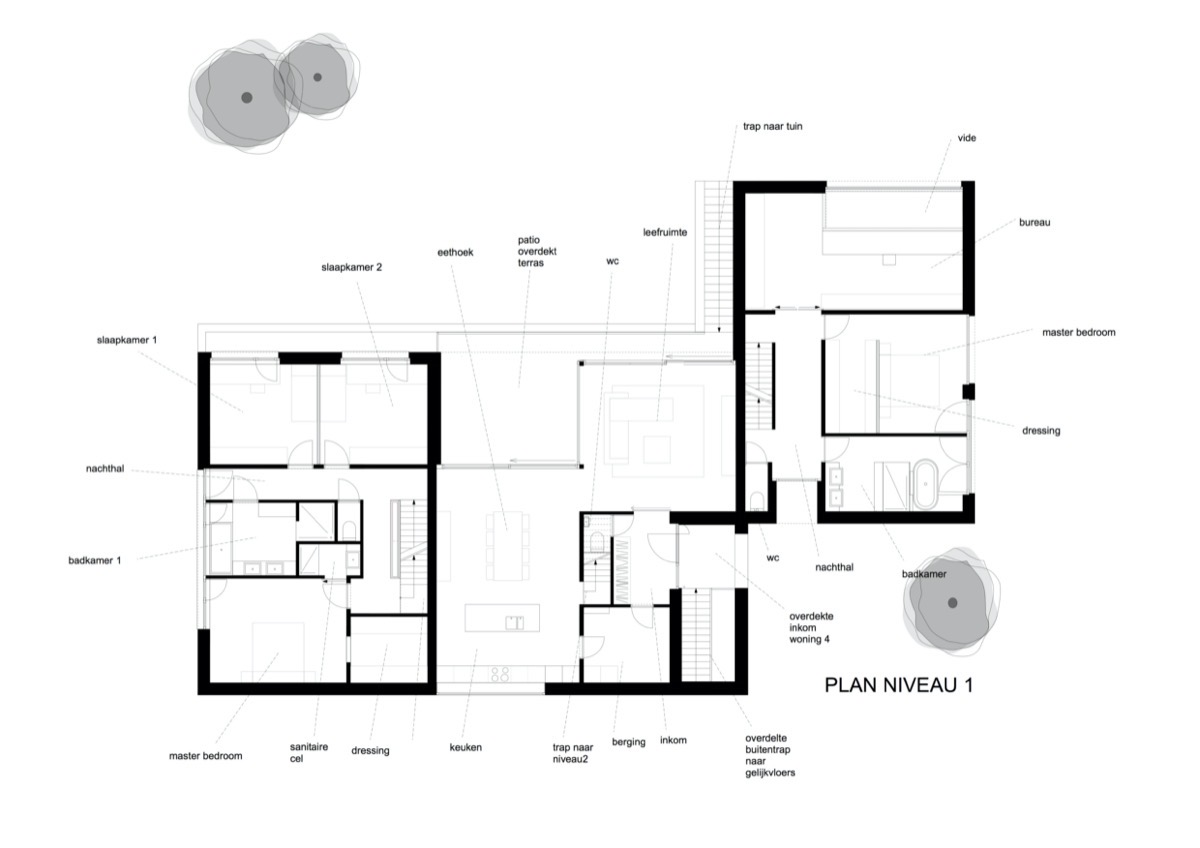 trap naar tuin
vide
bureau
leefruimte
patio
overdekt
terras
eethoek
wc
slaapkamer 2
slaapkamer 1
master bedroom
dressing
nachthal
badkamer 1
wc
nachthal
badkamer
overdekte
inkom
woning 4
PLAN NIVEAU 1
master bedroom
sanitaire
cel
dressing
keuken
trap naar
niveau2
berging
inkom
overdelte
buitentrap
naar
gelijkvloers